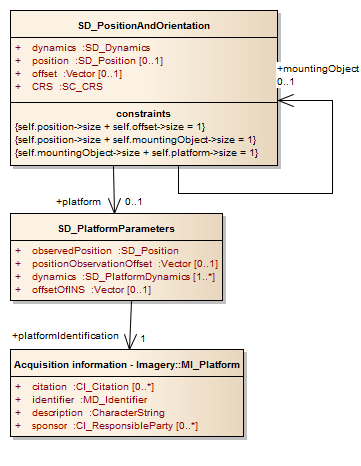 SD_PositionAndOrientation
+ dynamics :SD_Dynamics
+ position :SD_Position [0..1]
+ offset :Vector [0..1]
+ CRS :SC_CRS
+mountingObject
0..1
constraints
{self.position->size + self.offset->size = 1}
{self.position->size + self.mountingObject->size = 1}
{self.mountingObject->size + self.platform->size = 1}
+platform 0..1
SD_PlatformParameters
+ observedPosition :SD_Position
+ positionObservationOffset :Vector [0..1]
+ dynamics :SD_PlatformDynamics [1..*]
+ offsetOfINS :Vector [0..1]
+platformIdentification 1
Acquisition information - Imagery::MI_Platform
+ citation :CI_Citation [0..*]
+ identifier :MD_Identifier
+ description :CharacterString
+ sponsor :CI_ResponsibleParty [0..*]